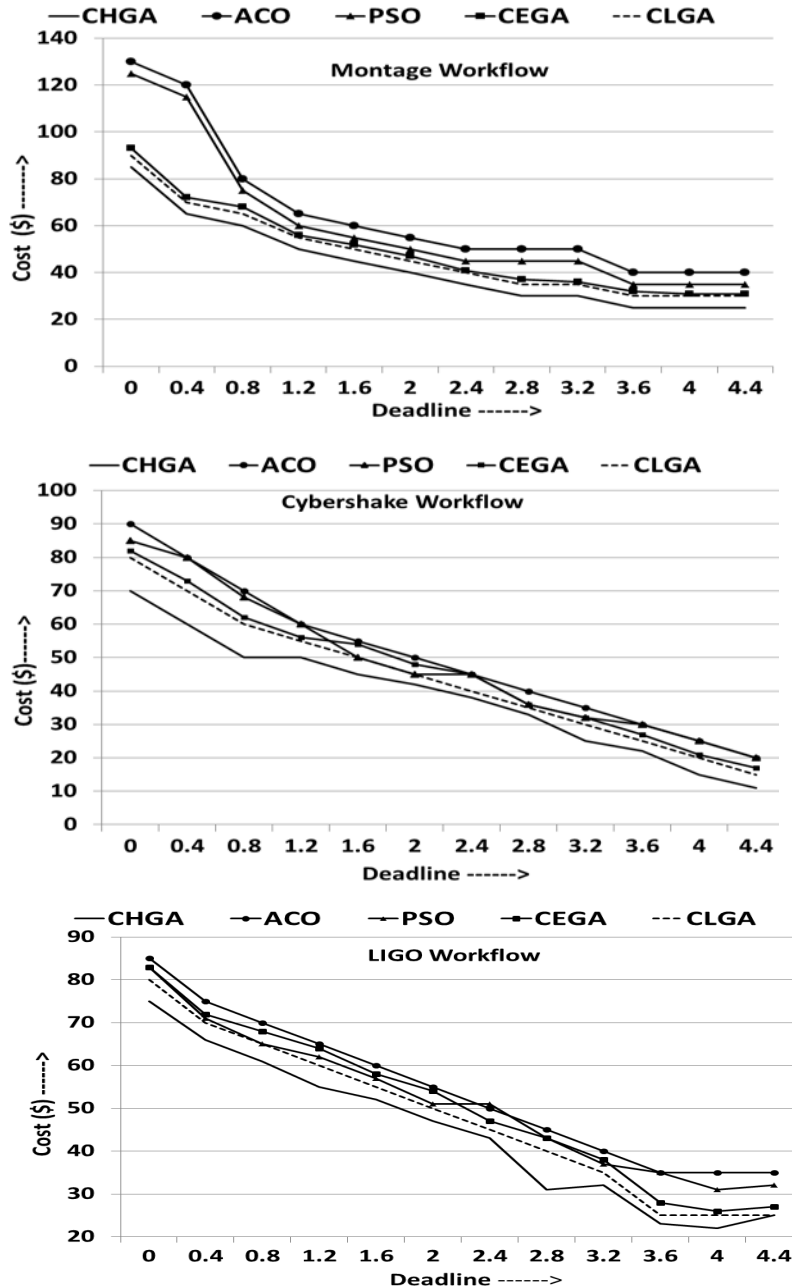 CHGA ACO PSO CEGA CLGA
140
Montage Workflow
120
100
80
60
40
20
0
Cost ($) ------>
0 0.4 0.8 1.2 1.6 2 2.4 2.8 3.2 3.6 4 4.4
Deadline ------>
CHGA ACO PSO CEGA CLGA
100
Cybershake Workflow
90
80
70
60
50
40
30
20
10
0
Cost ($)------>
0 0.4 0.8 1.2 1.6 2 2.4 2.8 3.2 3.6 4 4.4
Deadline ------>
CHGA ACO PSO CEGA CLGA
90
LIGO Workflow
80
70
60
50
40
30
20
Cost ($) ------>
0 0.4 0.8 1.2 1.6 2 2.4 2.8 3.2 3.6 4 4.4
Deadline ------>